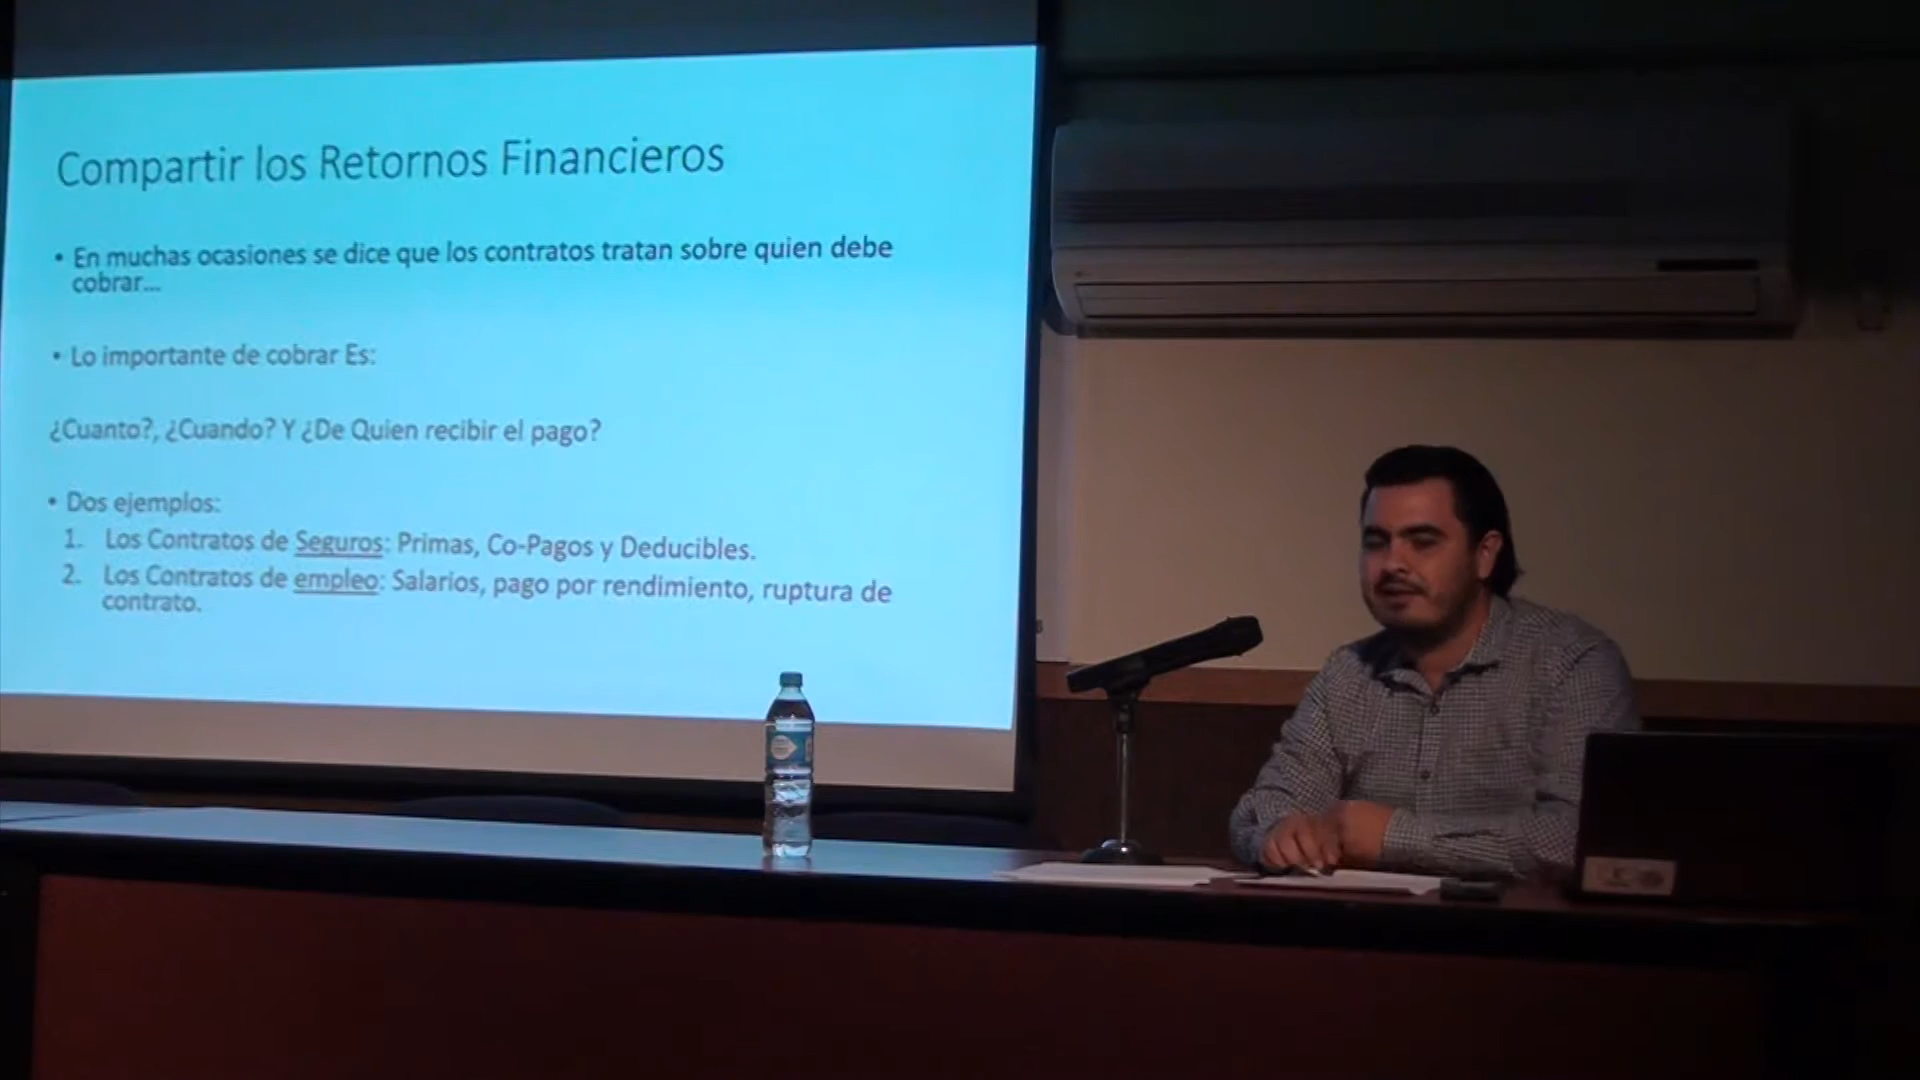 Compartir los Retornos Financieros
• En muchas ocasiones se dice que los contratos tratan sobre quien debe
cobrar...
• Lo importante de cobrar Es:
¿Cuanto?, ¿Cuando? Y ¿De Quien recibir el pago?
• Dos ejemplos:
1. Los Contratos de Seguros: Primas, Co-Pagos y Deducibles.
2. Los Contratos de empleo: Salarios, pago por rendimiento, ruptura de
contrato.